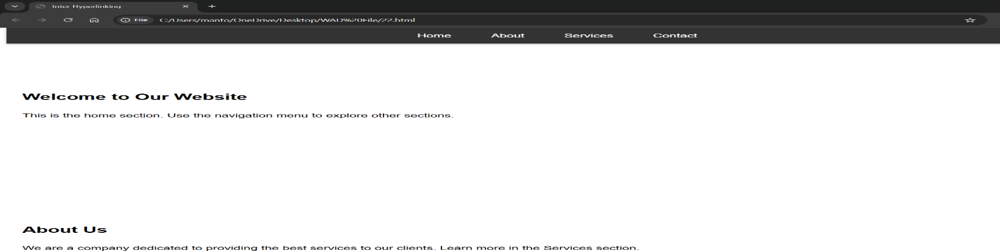 Inter Hyperlinking
File C:/Users/manto/OneDrive/Desktop/WAD%20File/22.html
Home About Services Contact
Welcome to Our Website
This is the home section. Use the navigation menu to explore other sections.
About Us
We are a company dedicated to providing the best services to our clients. Learn more in the Services section.